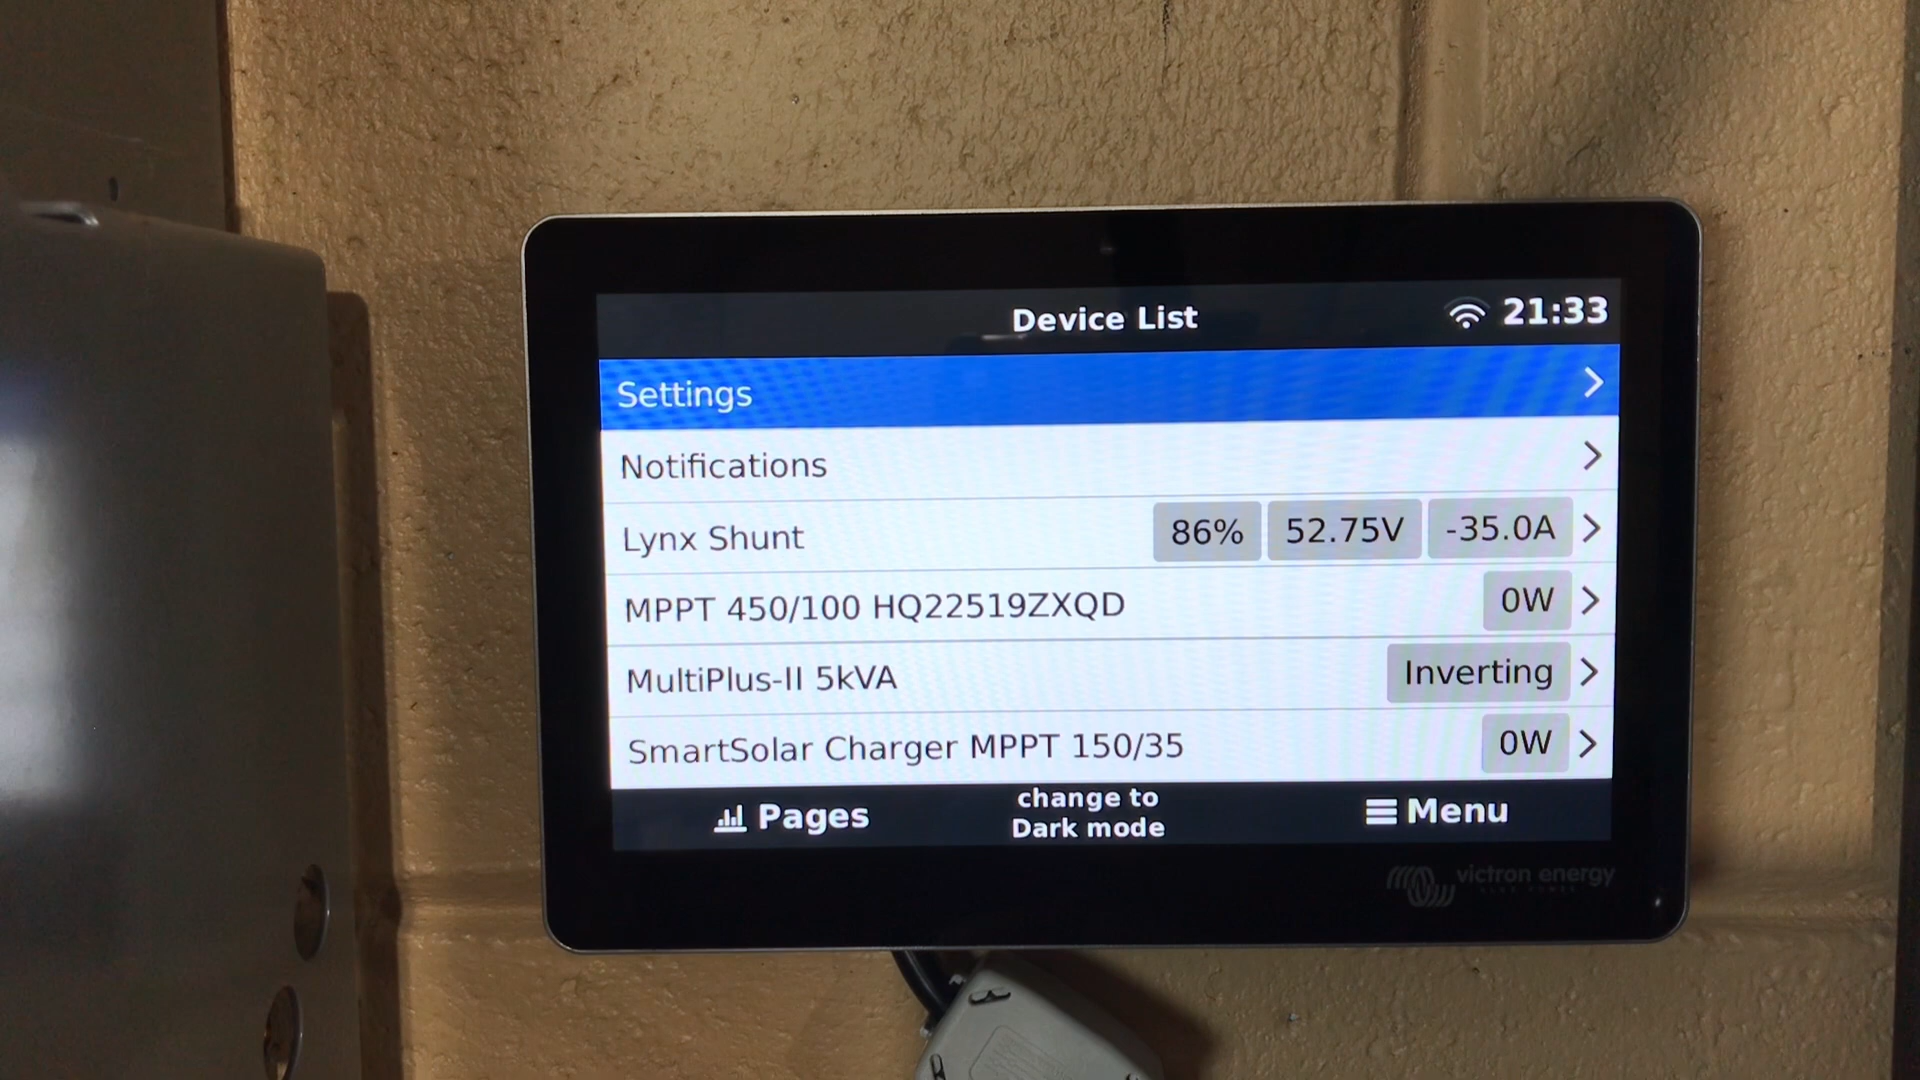 Device List 21:33
Settings
Notifications
Lynx Shunt 86% 52.75V -35.0A
MPPT 450/100 HQ22519ZXQD 0W
MultiPlus-II 5kVA Inverting
SmartSolar Charger MPPT 150/35 0W
Pages change to Dark mode Menu
victron energy